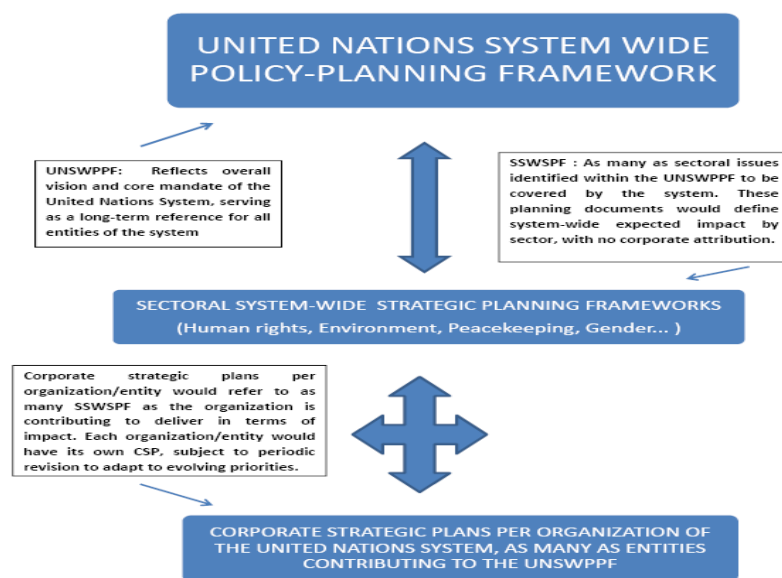 UNITED NATIONS SYSTEM WIDE
POLICY-PLANNING FRAMEWORK
UNSWPPF: Reflects overall
vision and core mandate of the
United Nations System, serving
as a long-term reference for all
entities of the system
SSWSPF : As many as sectoral issues
identified within the UNSWPPF to be
covered by the system. These
planning documents would define
system-wide expected impact by
sector, with no corporate attribution.
SECTORAL SYSTEM-WIDE STRATEGIC PLANNING FRAMEWORKS
(Human rights, Environment, Peacekeeping, Gender... )
Corporate strategic plans per
organization/entity would refer to as
many SSWSPF as the organization is
contributing to deliver in terms of
impact. Each organization/entity would
have its own CSP, subject to periodic
revision to adapt to evolving priorities.
CORPORATE STRATEGIC PLANS PER ORGANIZATION OF
THE UNITED NATIONS SYSTEM, AS MANY AS ENTITIES
CONTRIBUTING TO THE UNSWPPF